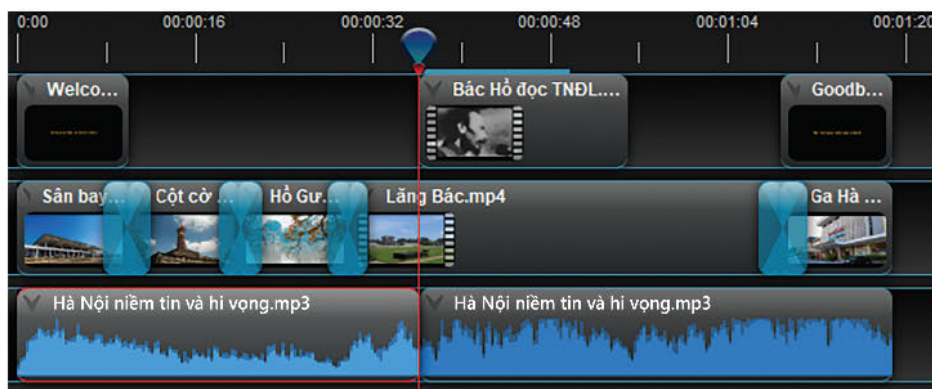 0:00 00:00:16 00:00:32 00:00:48 00:01:04 00:01:20
Welco... Bác Hồ đọc TNĐL.... Goodb...
Sân bay... Cột cờ ... Hồ Gư... Lăng Bác.mp4 Ga Hà ...
Hà Nội niềm tin và hi vọng.mp3 Hà Nội niềm tin và hi vọng.mp3